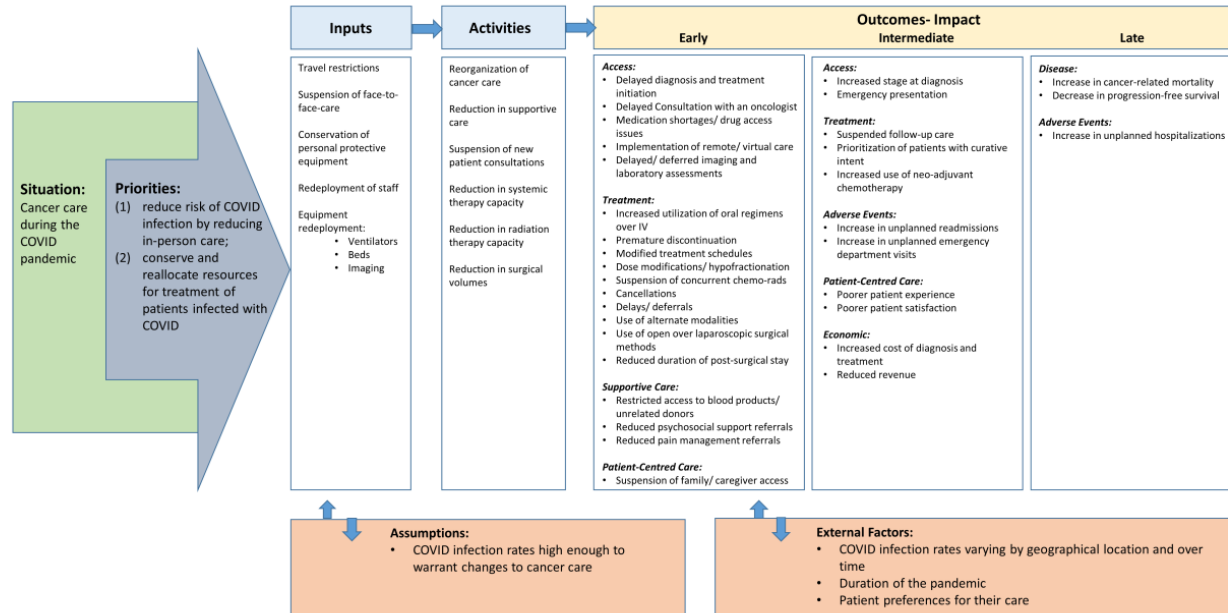 Inputs
Activities
Outcomes- Impact
Early
Intermediate
Late
Situation:
Cancer care
during the
COVID
pandemic
Priorities:
(1) reduce risk of COVID
infection by reducing
in-person care;
(2) conserve and
reallocate resources
for treatment of
patients infected with
COVID
Travel restrictions
Suspension of face-to-
face-care
Conservation of
personal protective
equipment
Redeployment of staff
Equipment
redeployment:
• Ventilators
• Beds
• Imaging
Reorganization of
cancer care
Reduction in supportive
care
Suspension of new
patient consultations
Reduction in systemic
therapy capacity
Reduction in radiation
therapy capacity
Reduction in surgical
volumes
Access:
• Delayed diagnosis and treatment
initiation
• Delayed Consultation with an oncologist
• Medication shortages/ drug access
issues
• Implementation of remote/ virtual care
• Delayed/ deferred imaging and
laboratory assessments
Treatment:
• Increased utilization of oral regimens
over IV
• Premature discontinuation
• Modified treatment schedules
• Dose modifications/ hypofractionation
• Suspension of concurrent chemo-rads
• Cancellations
• Delays/ deferrals
• Use of alternate modalities
• Use of open over laparoscopic surgical
methods
• Reduced duration of post-surgical stay
Supportive Care:
• Restricted access to blood products/
unrelated donors
• Reduced psychosocial support referrals
• Reduced pain management referrals
Patient-Centred Care:
• Suspension of family/ caregiver access
Access:
• Increased stage at diagnosis
• Emergency presentation
Treatment:
• Suspended follow-up care
• Prioritization of patients with curative
intent
• Increased use of neo-adjuvant
chemotherapy
Adverse Events:
• Increase in unplanned readmissions
• Increase in unplanned emergency
department visits
Patient-Centred Care:
• Poorer patient experience
• Poorer patient satisfaction
Economic:
• Increased cost of diagnosis and
treatment
• Reduced revenue
Disease:
• Increase in cancer-related mortality
• Decrease in progression-free survival
Adverse Events:
• Increase in unplanned hospitalizations
Assumptions:
• COVID infection rates high enough to
warrant changes to cancer care
External Factors:
• COVID infection rates varying by geographical location and over
time
• Duration of the pandemic
• Patient preferences for their care